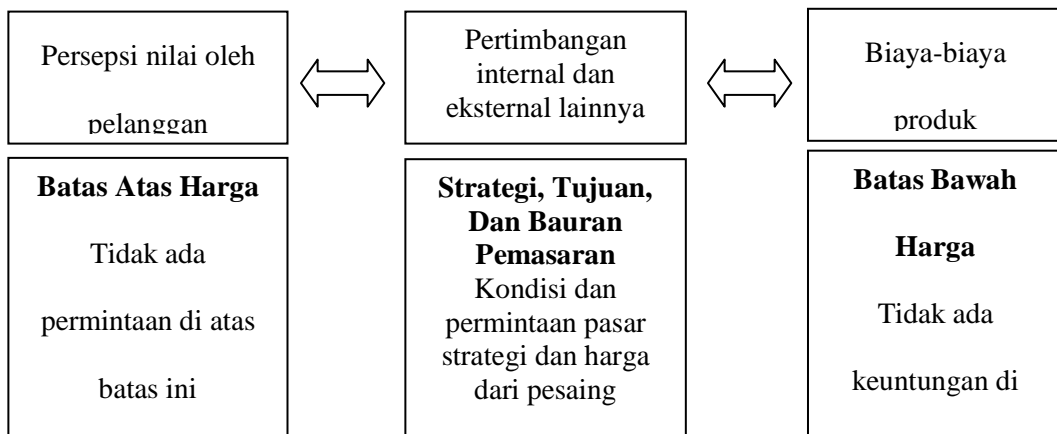 Persepsi nilai oleh
pelanggan
Pertimbangan
internal dan
eksternal lainnya
Biaya-biaya
produk
Batas Atas Harga
Tidak ada
permintaan di atas
batas ini
Strategi, Tujuan,
Dan Bauran
Pemasaran
Kondisi dan
permintaan pasar
strategi dan harga
dari pesaing
Batas Bawah
Harga
Tidak ada
keuntungan di